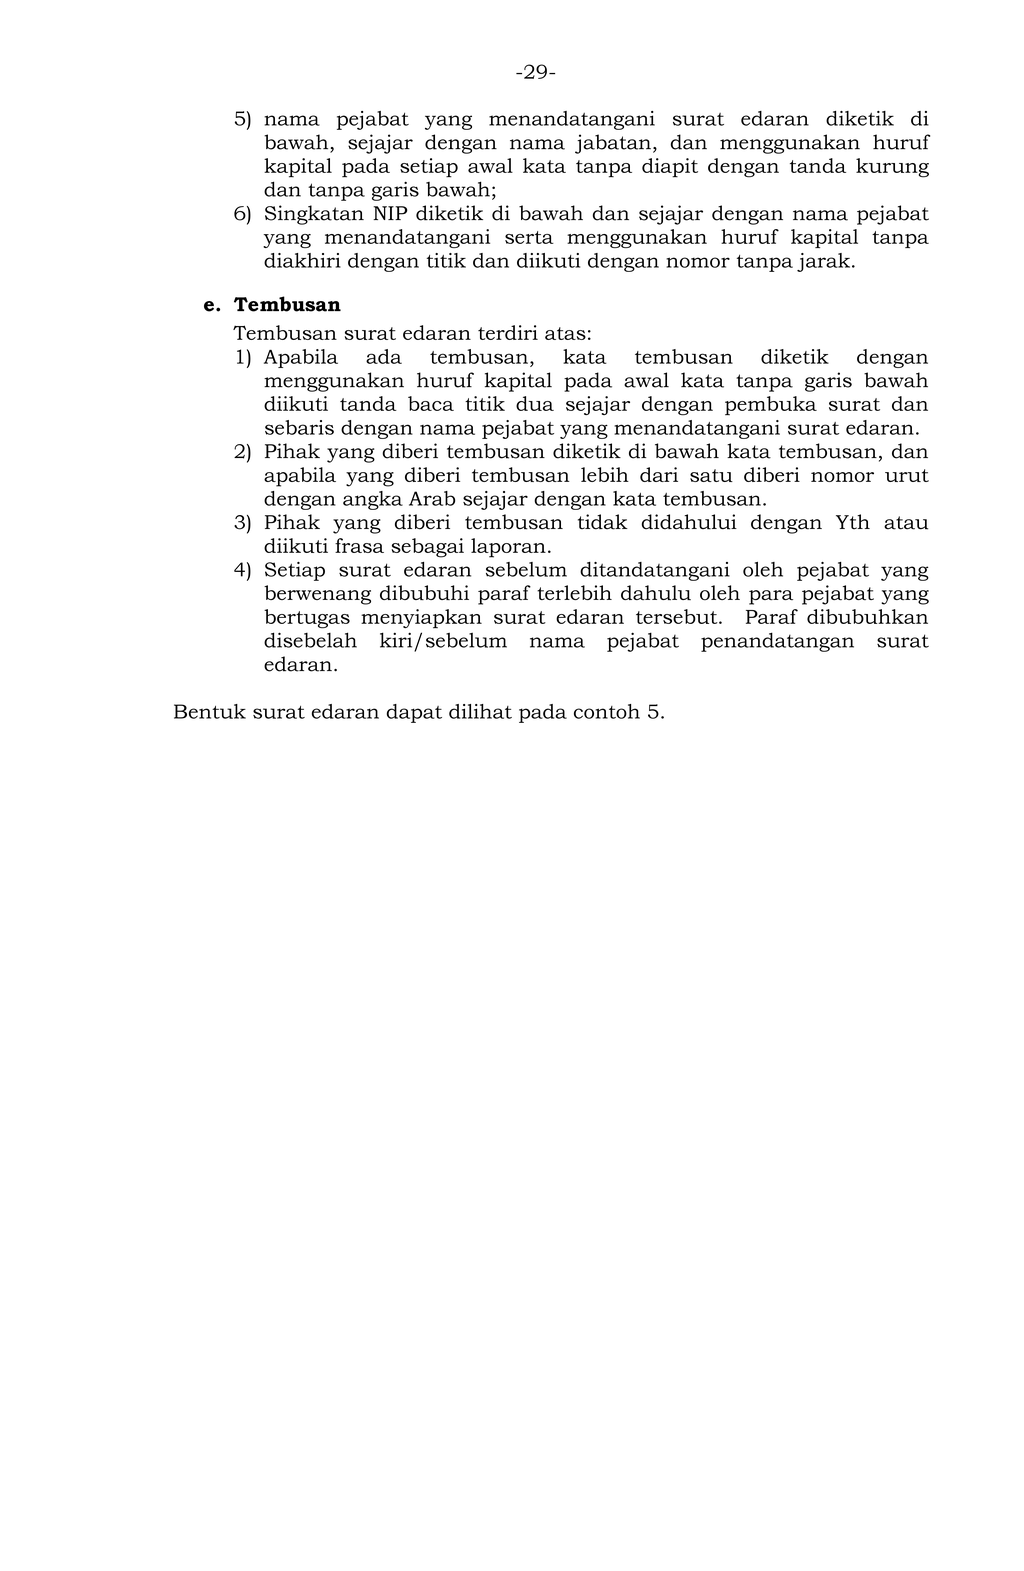 -29-
5) nama pejabat yang menandatangani surat edaran diketik di
bawah, sejajar dengan nama jabatan, dan menggunakan huruf
kapital pada setiap awal kata tanpa diapit dengan tanda kurung
dan tanpa garis bawah;
6) Singkatan NIP diketik di bawah dan sejajar dengan nama pejabat
yang menandatangani serta menggunakan huruf kapital tanpa
diakhiri dengan titik dan diikuti dengan nomor tanpa jarak.
e. Tembusan
Tembusan surat edaran terdiri atas:
1) Apabila ada tembusan, kata tembusan diketik dengan
menggunakan huruf kapital pada awal kata tanpa garis bawah
diikuti tanda baca titik dua sejajar dengan pembuka surat dan
sebaris dengan nama pejabat yang menandatangani surat edaran.
2) Pihak yang diberi tembusan diketik di bawah kata tembusan, dan
apabila yang diberi tembusan lebih dari satu diberi nomor urut
dengan angka Arab sejajar dengan kata tembusan.
3) Pihak yang diberi tembusan tidak didahului dengan Yth atau
diikuti frasa sebagai laporan.
4) Setiap surat edaran sebelum ditandatangani oleh pejabat yang
berwenang dibubuhi paraf terlebih dahulu oleh para pejabat yang
bertugas menyiapkan surat edaran tersebut. Paraf dibubuhkan
disebelah kiri/sebelum nama pejabat penandatangan surat
edaran.
Bentuk surat edaran dapat dilihat pada contoh 5.